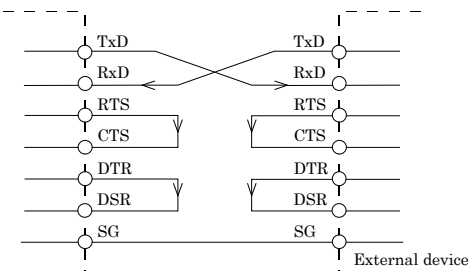 TxD TxD
RxD RxD
RTS RTS
CTS CTS
DTR DTR
DSR DSR
SG SG
External device